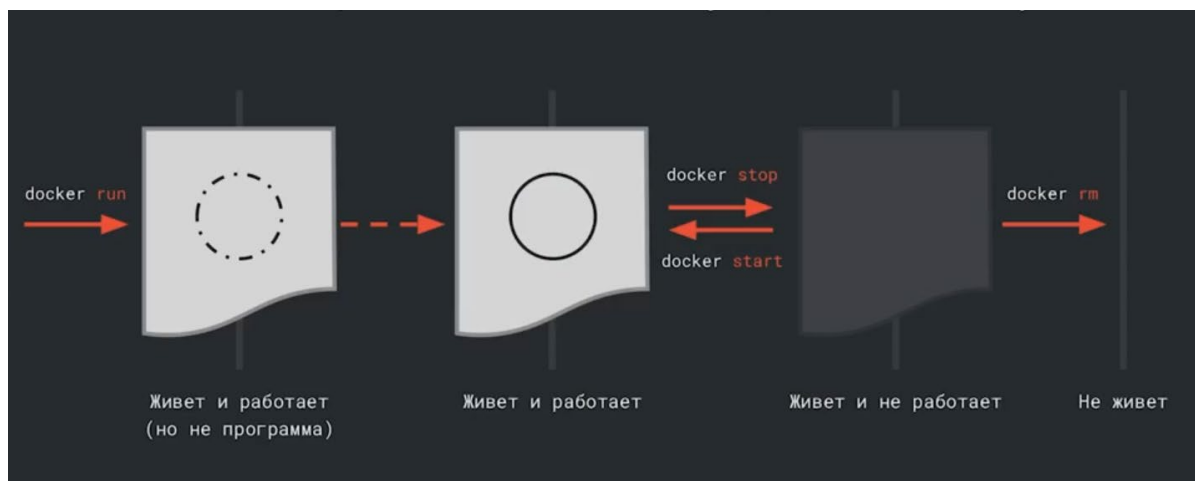 docker run
docker stop
docker start
docker rm
Живет и работает
(но не программа)
Живет и работает
Живет и не работает
Не живет